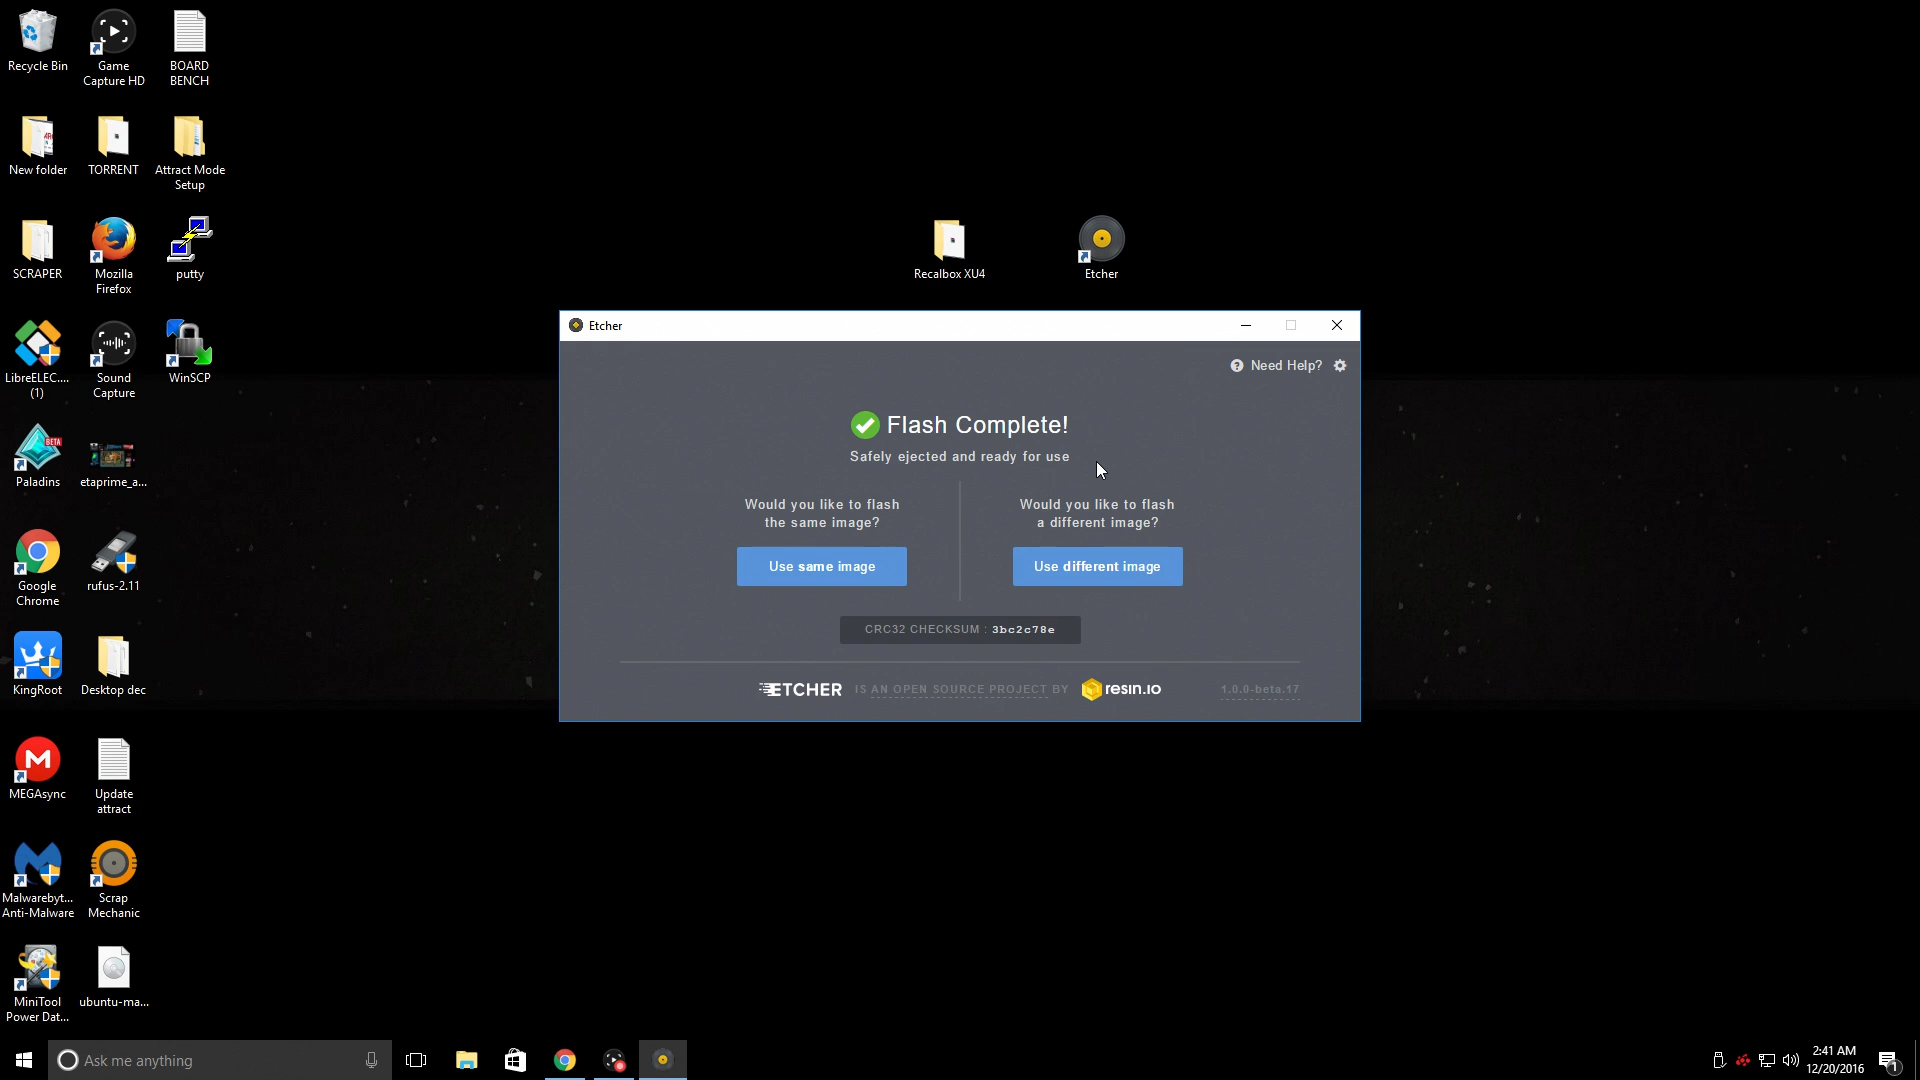 Recycle Bin
Game
Capture HD
BOARD
BENCH
New folder
TORRENT
Attract Mode
Setup
SCRAPER
Mozilla
Firefox
putty
Recalbox XU4
Etcher
LibreELEC....
(1)
Sound
Capture
WinSCP
BETA
Paladins
etaprime_a...
Google
Chrome
rufus-2.11
KingRoot
Desktop dec
MEGAsync
Update
attract
Malwarebyt...
Anti-Malware
Scrap
Mechanic
MiniTool
Power Dat...
ubuntu-ma...
Etcher
Need Help?
Flash Complete!
Safely ejected and ready for use
Would you like to flash
the same image?
Use same image
Would you like to flash
a different image?
Use different image
CRC32 CHECKSUM : 3bc2c78e
ETCHER IS AN OPEN SOURCE PROJECT BY resin.io 1.0.0-beta.17
Ask me anything
2:41 AM
12/20/2016
1